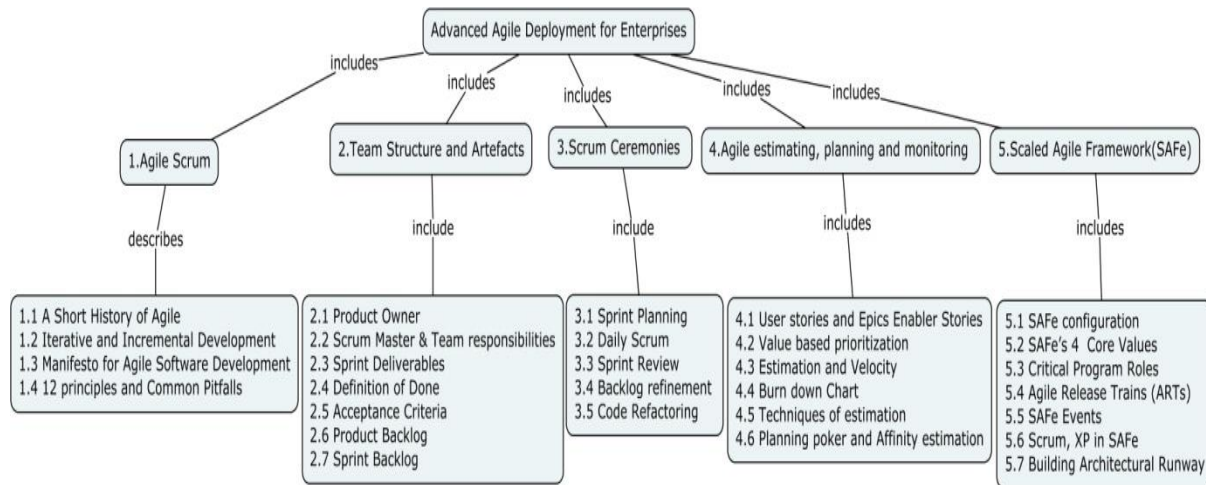 Advanced Agile Deployment for Enterprises
includes
includes
includes
includes
includes
1.Agile Scrum
2.Team Structure and Artefacts
3.Scrum Ceremonies
4.Agile estimating, planning and monitoring
5.Scaled Agile Framework(SAFe)
describes
include
include
includes
includes
1.1 A Short History of Agile
1.2 Iterative and Incremental Development
1.3 Manifesto for Agile Software Development
1.4 12 principles and Common Pitfalls
2.1 Product Owner
2.2 Scrum Master & Team responsibilities
2.3 Sprint Deliverables
2.4 Definition of Done
2.5 Acceptance Criteria
2.6 Product Backlog
2.7 Sprint Backlog
3.1 Sprint Planning
3.2 Daily Scrum
3.3 Sprint Review
3.4 Backlog refinement
3.5 Code Refactoring
4.1 User stories and Epics Enabler Stories
4.2 Value based prioritization
4.3 Estimation and Velocity
4.4 Burn down Chart
4.5 Techniques of estimation
4.6 Planning poker and Affinity estimation
5.1 SAFe configuration
5.2 SAFe's 4 Core Values
5.3 Critical Program Roles
5.4 Agile Release Trains (ARTs)
5.5 SAFe Events
5.6 Scrum, XP in SAFe
5.7 Building Architectural Runway